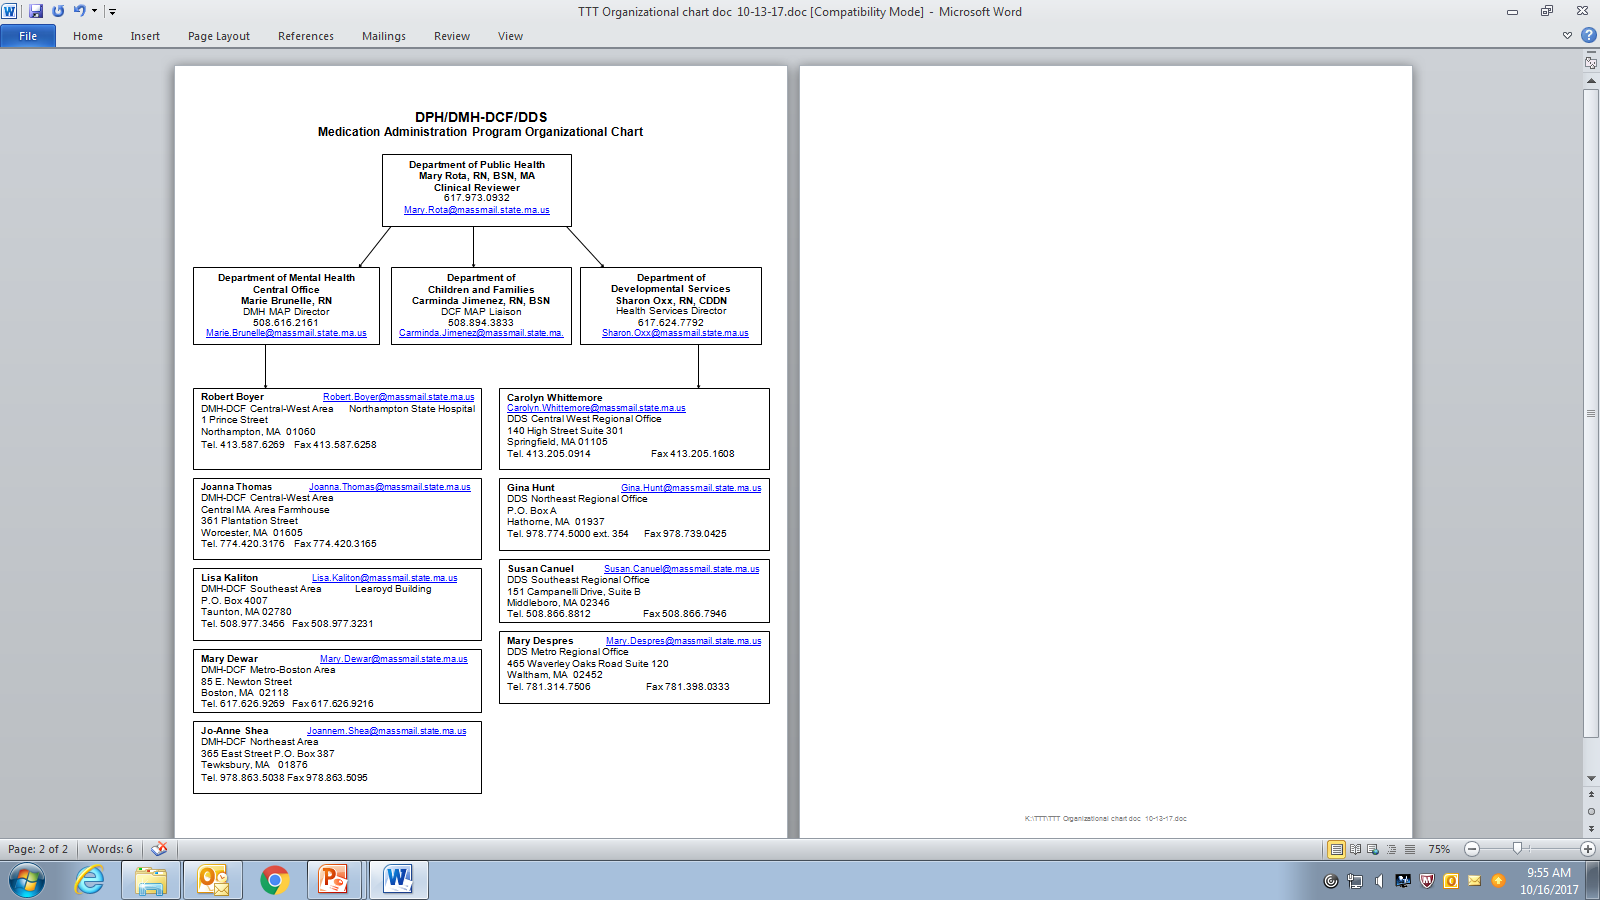 TTT Organizational chart doc 10-13-17.doc [Compatibility Mode] - Microsoft Word
File Home Insert Page Layout References Mailings Review View
DPH/DMH-DCF/DDS
Medication Administration Program Organizational Chart
Department of Public Health
Mary Rota, RN, BSN, MA
Clinical Reviewer
617.973.0932
Mary.Rota@massmail.state.ma.us
Department of Mental Health
Central Office
Marie Brunelle, RN
DMH MAP Director
508.616.2161
Marie.Brunelle@massmail.state.ma.us
Department of
Children and Families
Carminda Jimenez, RN, BSN
DCF MAP Liaison
508.894.3833
Carminda.Jimenez@massmail.state.ma.
Department of
Developmental Services
Sharon Oxx, RN, CDDN
Health Services Director
617.624.7792
Sharon.Oxx@massmail.state.ma.us
Robert Boyer Robert.Boyer@massmail.state.ma.us
DMH-DCF Central-West Area Northampton State Hospital
1 Prince Street
Northampton, MA 01060
Tel. 413.587.6269 Fax 413.587.6258
Joanna Thomas Joanna.Thomas@massmail.state.ma.us
DMH-DCF Central-West Area
Central MA Area Farmhouse
361 Plantation Street
Worcester, MA 01605
Tel. 774.420.3176 Fax 774.420.3165
Lisa Kaliton Lisa.Kaliton@massmail.state.ma.us
DMH-DCF Southeast Area Learoyd Building
P.O. Box 4007
Taunton, MA 02780
Tel. 508.977.3456 Fax 508.977.3231
Mary Dewar Mary.Dewar@massmail.state.ma.us
DMH-DCF Metro-Boston Area
85 E. Newton Street
Boston, MA 02118
Tel. 617.626.9269 Fax 617.626.9216
Jo-Anne Shea Joannem.Shea@massmail.state.ma.us
DMH-DCF Northeast Area
365 East Street P.O. Box 387
Tewksbury, MA 01876
Tel. 978.863.5038 Fax 978.863.5095
Carolyn Whittemore
Carolyn.Whittemore@massmail.state.ma.us
DDS Central West Regional Office
140 High Street Suite 301
Springfield, MA 01105
Tel. 413.205.0914 Fax 413.205.1608
Gina Hunt Gina.Hunt@massmail.state.ma.us
DDS Northeast Regional Office
P.O. Box A
Hathorne, MA 01937
Tel. 978.774.5000 ext. 354 Fax 978.739.0425
Susan Canuel Susan.Canuel@massmail.state.ma.us
DDS Southeast Regional Office
151 Campanelli Drive, Suite B
Middleboro, MA 02346
Tel. 508.866.8812 Fax 508.866.7946
Mary Despres Mary.Despres@massmail.state.ma.us
DDS Metro Regional Office
465 Waverley Oaks Road Suite 120
Waltham, MA 02452
Tel. 781.314.7506 Fax 781.398.0333
K:\TTT\TTT Organizational chart doc 10-13-17.doc
Page: 2 of 2 Words: 6 75%
9:55 AM
10/16/2017